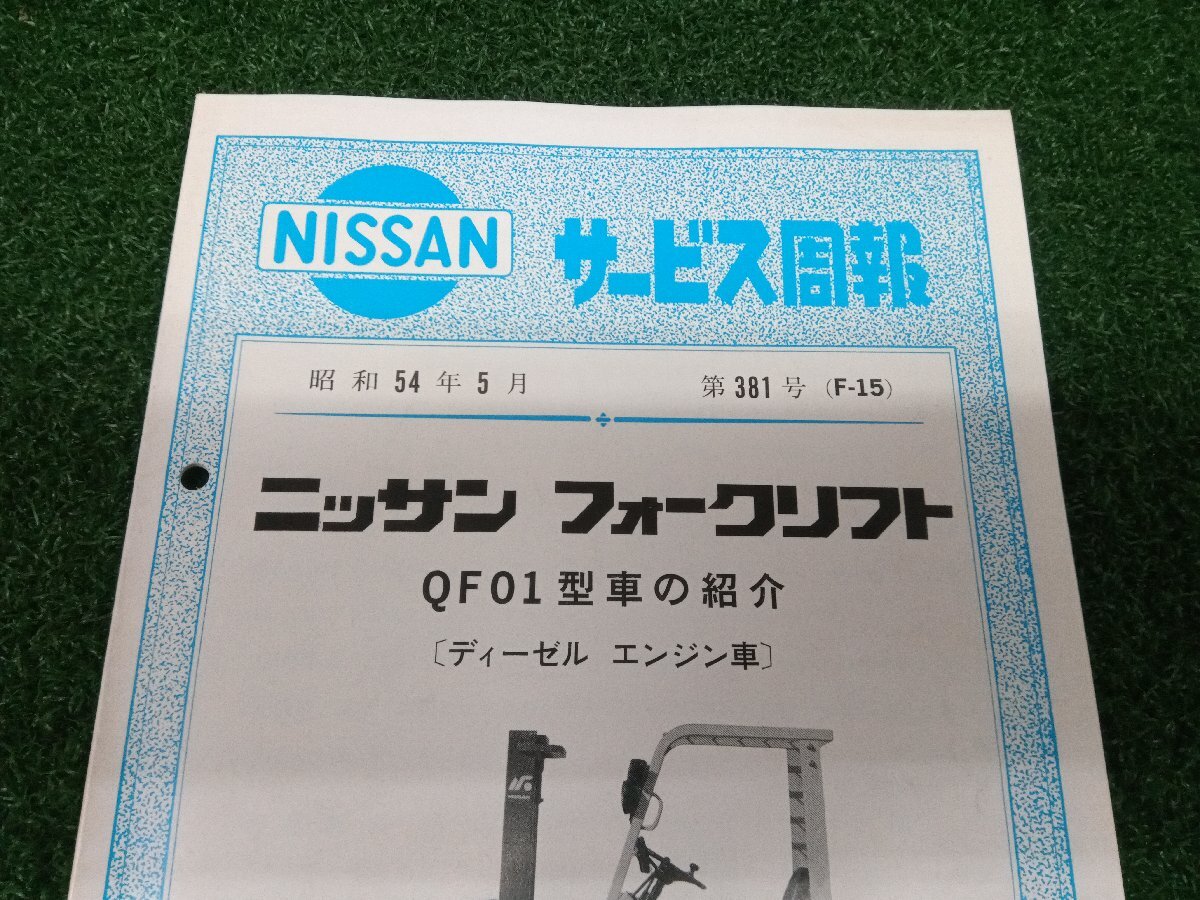 NISSAN サービス周報
昭和54年5月 第381号（F-15）
ニッサン フォークリフト
QF01型車の紹介
〔ディーゼル エンジン車〕